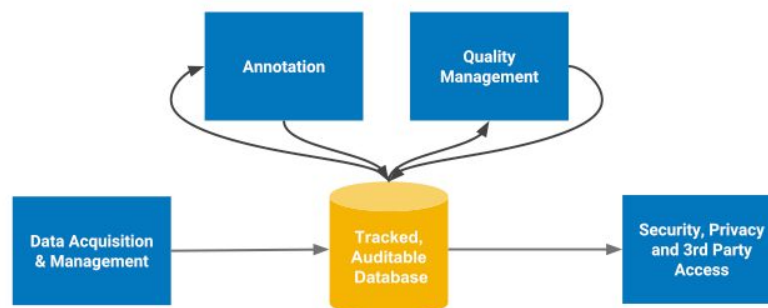 Annotation
Quality
Management
Data Acquisition
& Management
Tracked,
Auditable
Database
Security, Privacy
and 3rd Party
Access